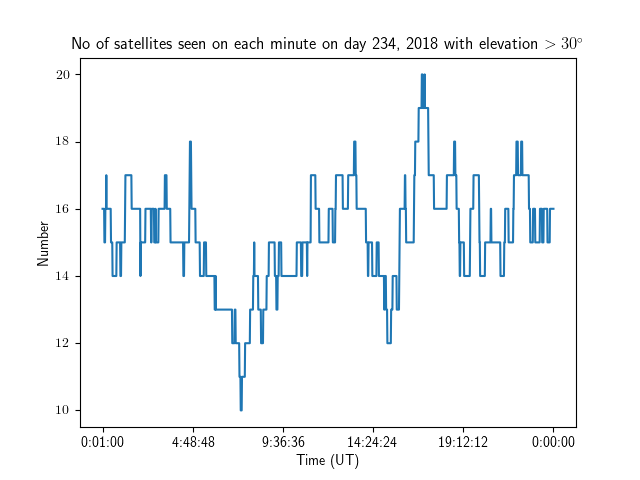 No of satellites seen on each minute on day 234, 2018 with elevation > 30°
20
18
16
14
12
10
Number
0:01:00 4:48:48 9:36:36 14:24:24 19:12:12 0:00:00
Time (UT)